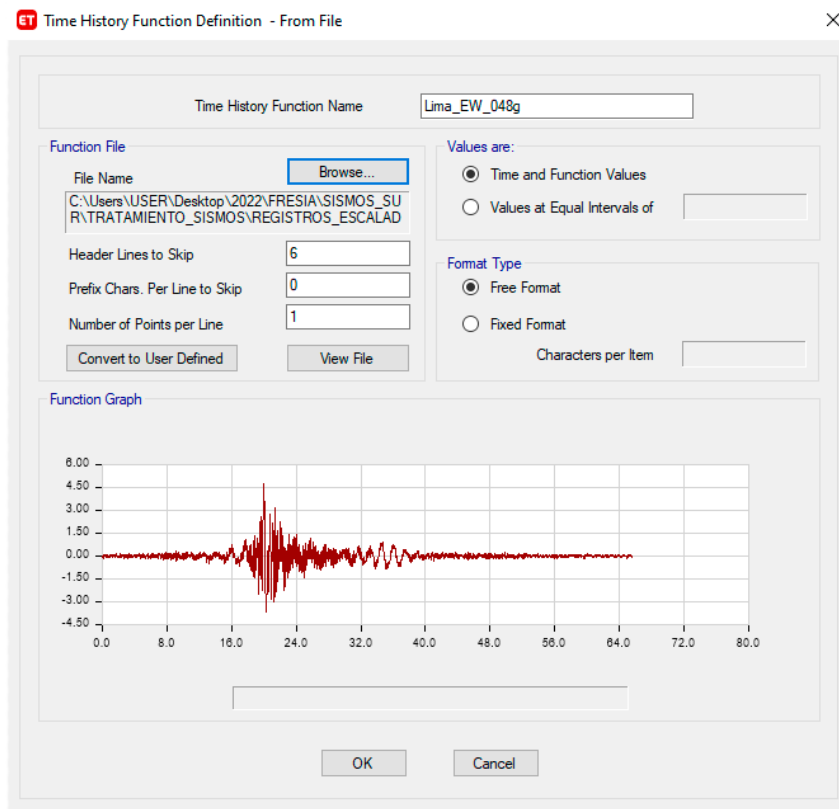 ET Time History Function Definition - From File
Time History Function Name Lima_EW_048g
Function File
File Name Browse...
C:\Users\USER\Desktop\2022\FRESIA\SISMOS_SU
R\TRATAMIENTO_SISMOS\REGISTROS_ESCALAD
Header Lines to Skip 6
Prefix Chars. Per Line to Skip 0
Number of Points per Line 1
Convert to User Defined View File
Values are:
Time and Function Values
Values at Equal Intervals of
Format Type
Free Format
Fixed Format
Characters per Item
Function Graph
6.00
4.50
3.00
1.50
0.00
-1.50
-3.00
-4.50
0.0 8.0 16.0 24.0 32.0 40.0 48.0 56.0 64.0 72.0 80.0
OK Cancel